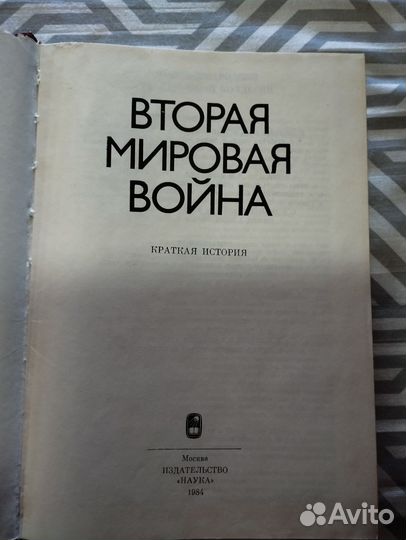 ВТОРАЯ
МИРОВАЯ
ВОЙНА
КРАТКАЯ ИСТОРИЯ
Москва
ИЗДАТЕЛЬСТВО
«НАУКА»
1984
Avito